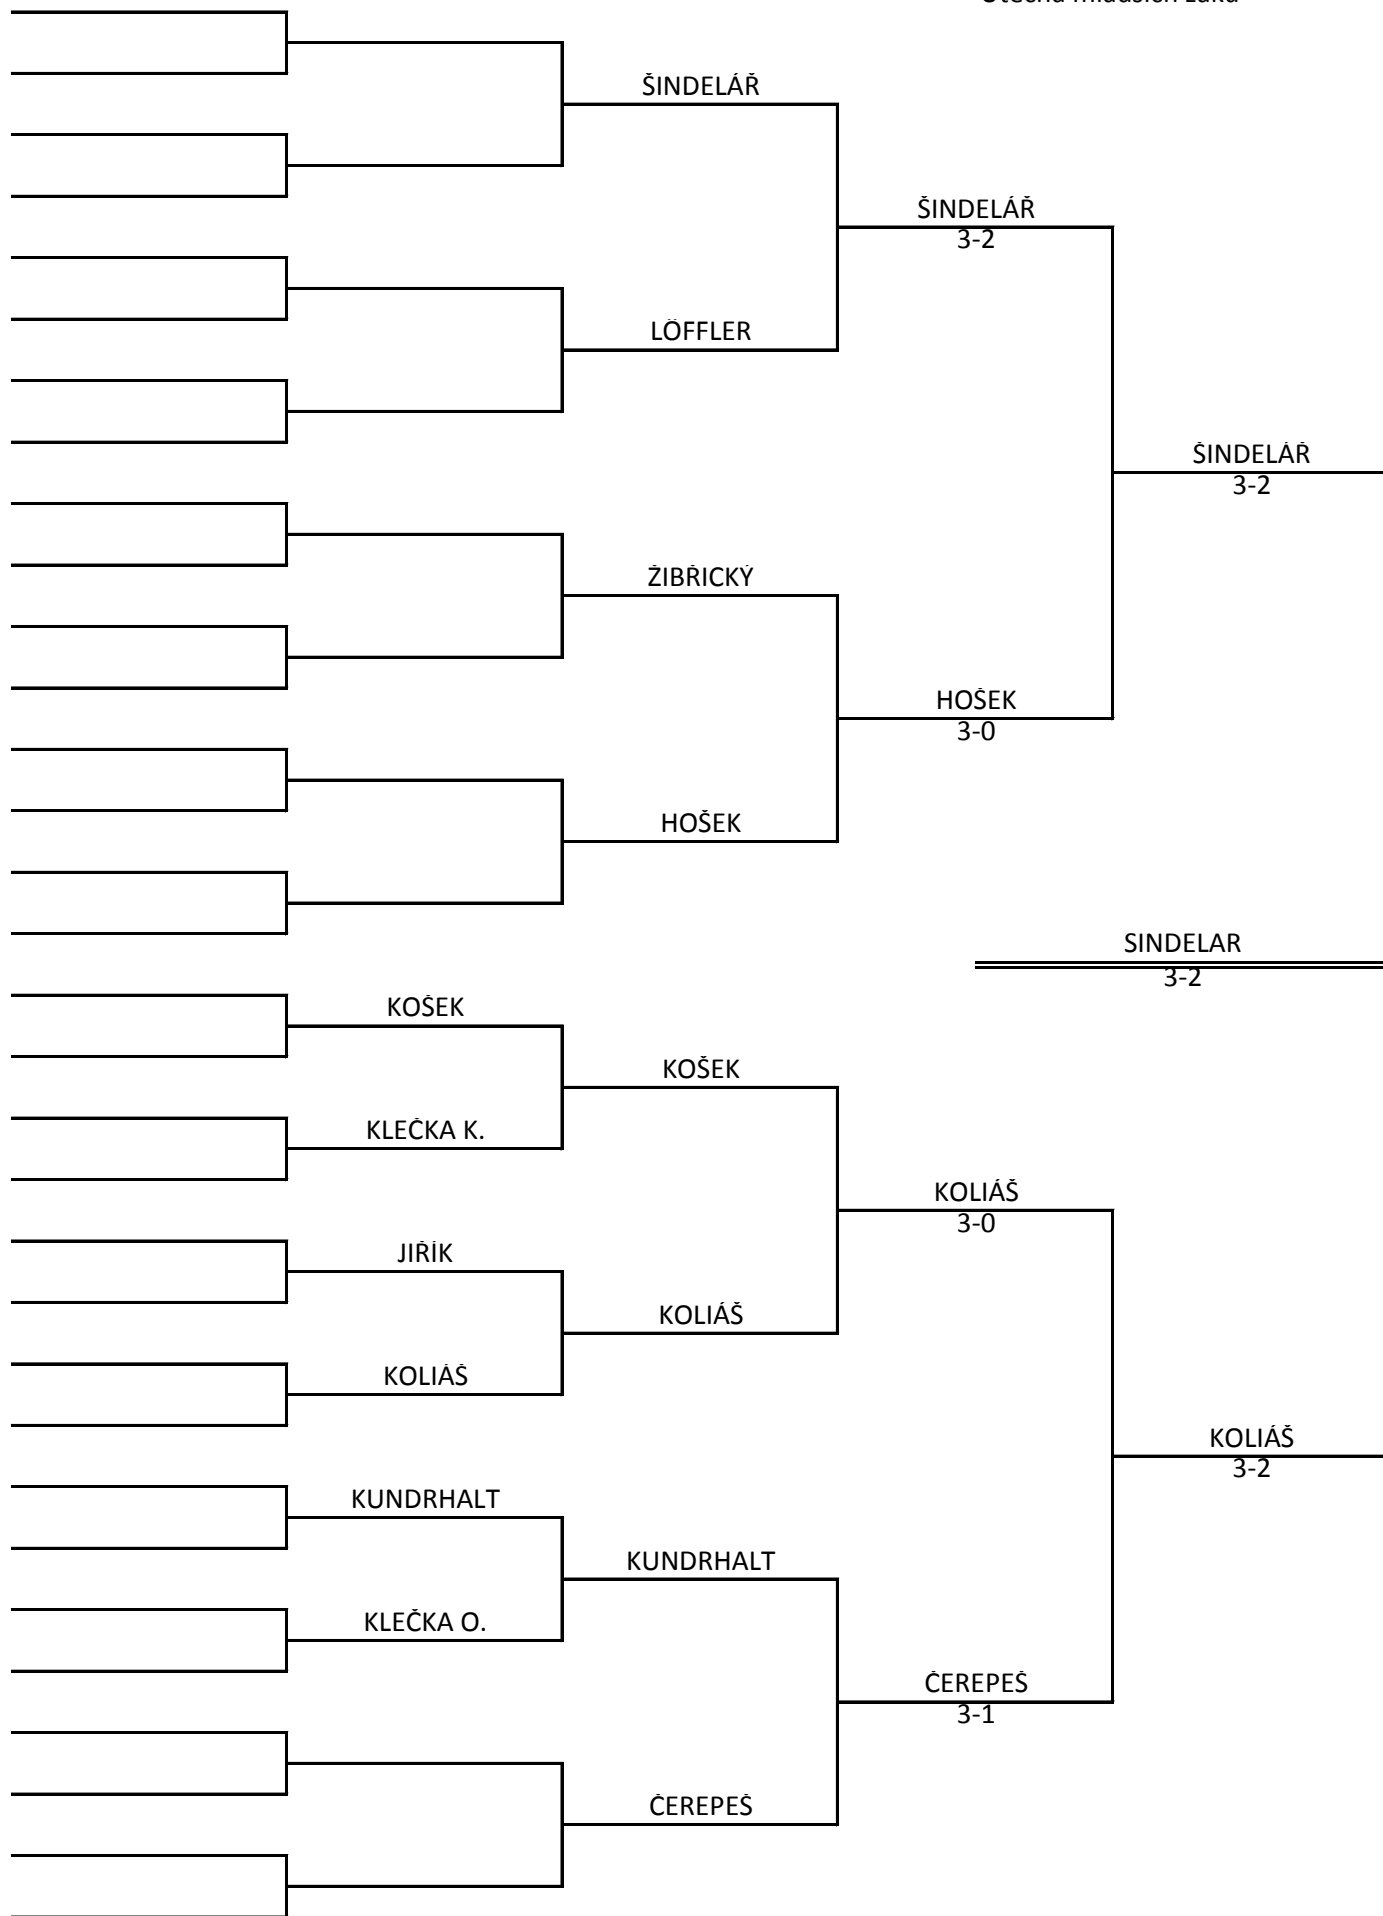 ŠINDELÁŘ
ŠINDELÁŘ
3-2
LÖFFLER
ŠINDELÁŘ
3-2
ŽIBŘICKÝ
HOŠEK
3-0
HOŠEK
SINDELAR
3-2
KOŠEK
KOŠEK
KLEČKA K.
KOLIÁŠ
3-0
JIŘÍK
KOLIÁŠ
KOLIÁŠ
KOLIÁŠ
3-2
KUNDRHALT
KUNDRHALT
KLEČKA O.
ČEREPEŠ
3-1
ČEREPEŠ